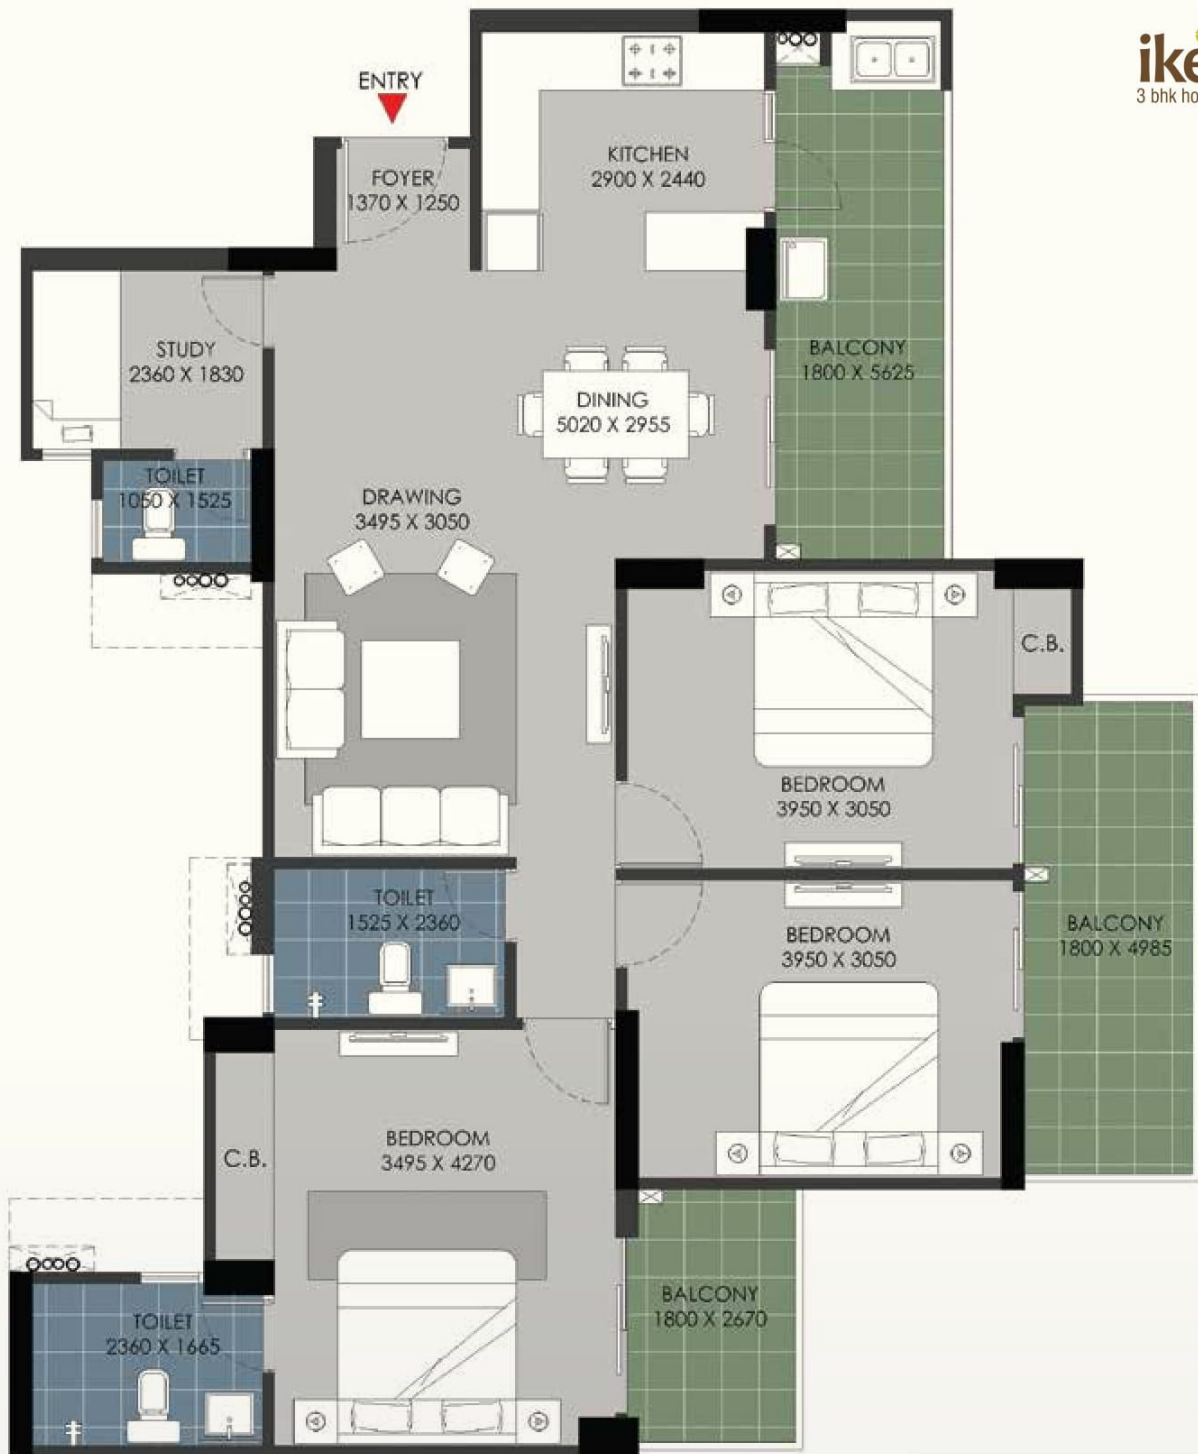 3 bhk
ENTRY
FOYER
1370 X 1250
KITCHEN
2900 X 2440
STUDY
2360 X 1830
BALCONY
1800 X 5625
DINING
5020 X 2955
TOILET
1050 X 1525
DRAWING
3495 X 3050
C.B.
BEDROOM
3950 X 3050
TOILET
1525 X 2360
BEDROOM
3950 X 3050
BALCONY
1800 X 4985
BEDROOM
3495 X 4270
C.B.
BALCONY
1800 X 2670
TOILET
2360 X 1665